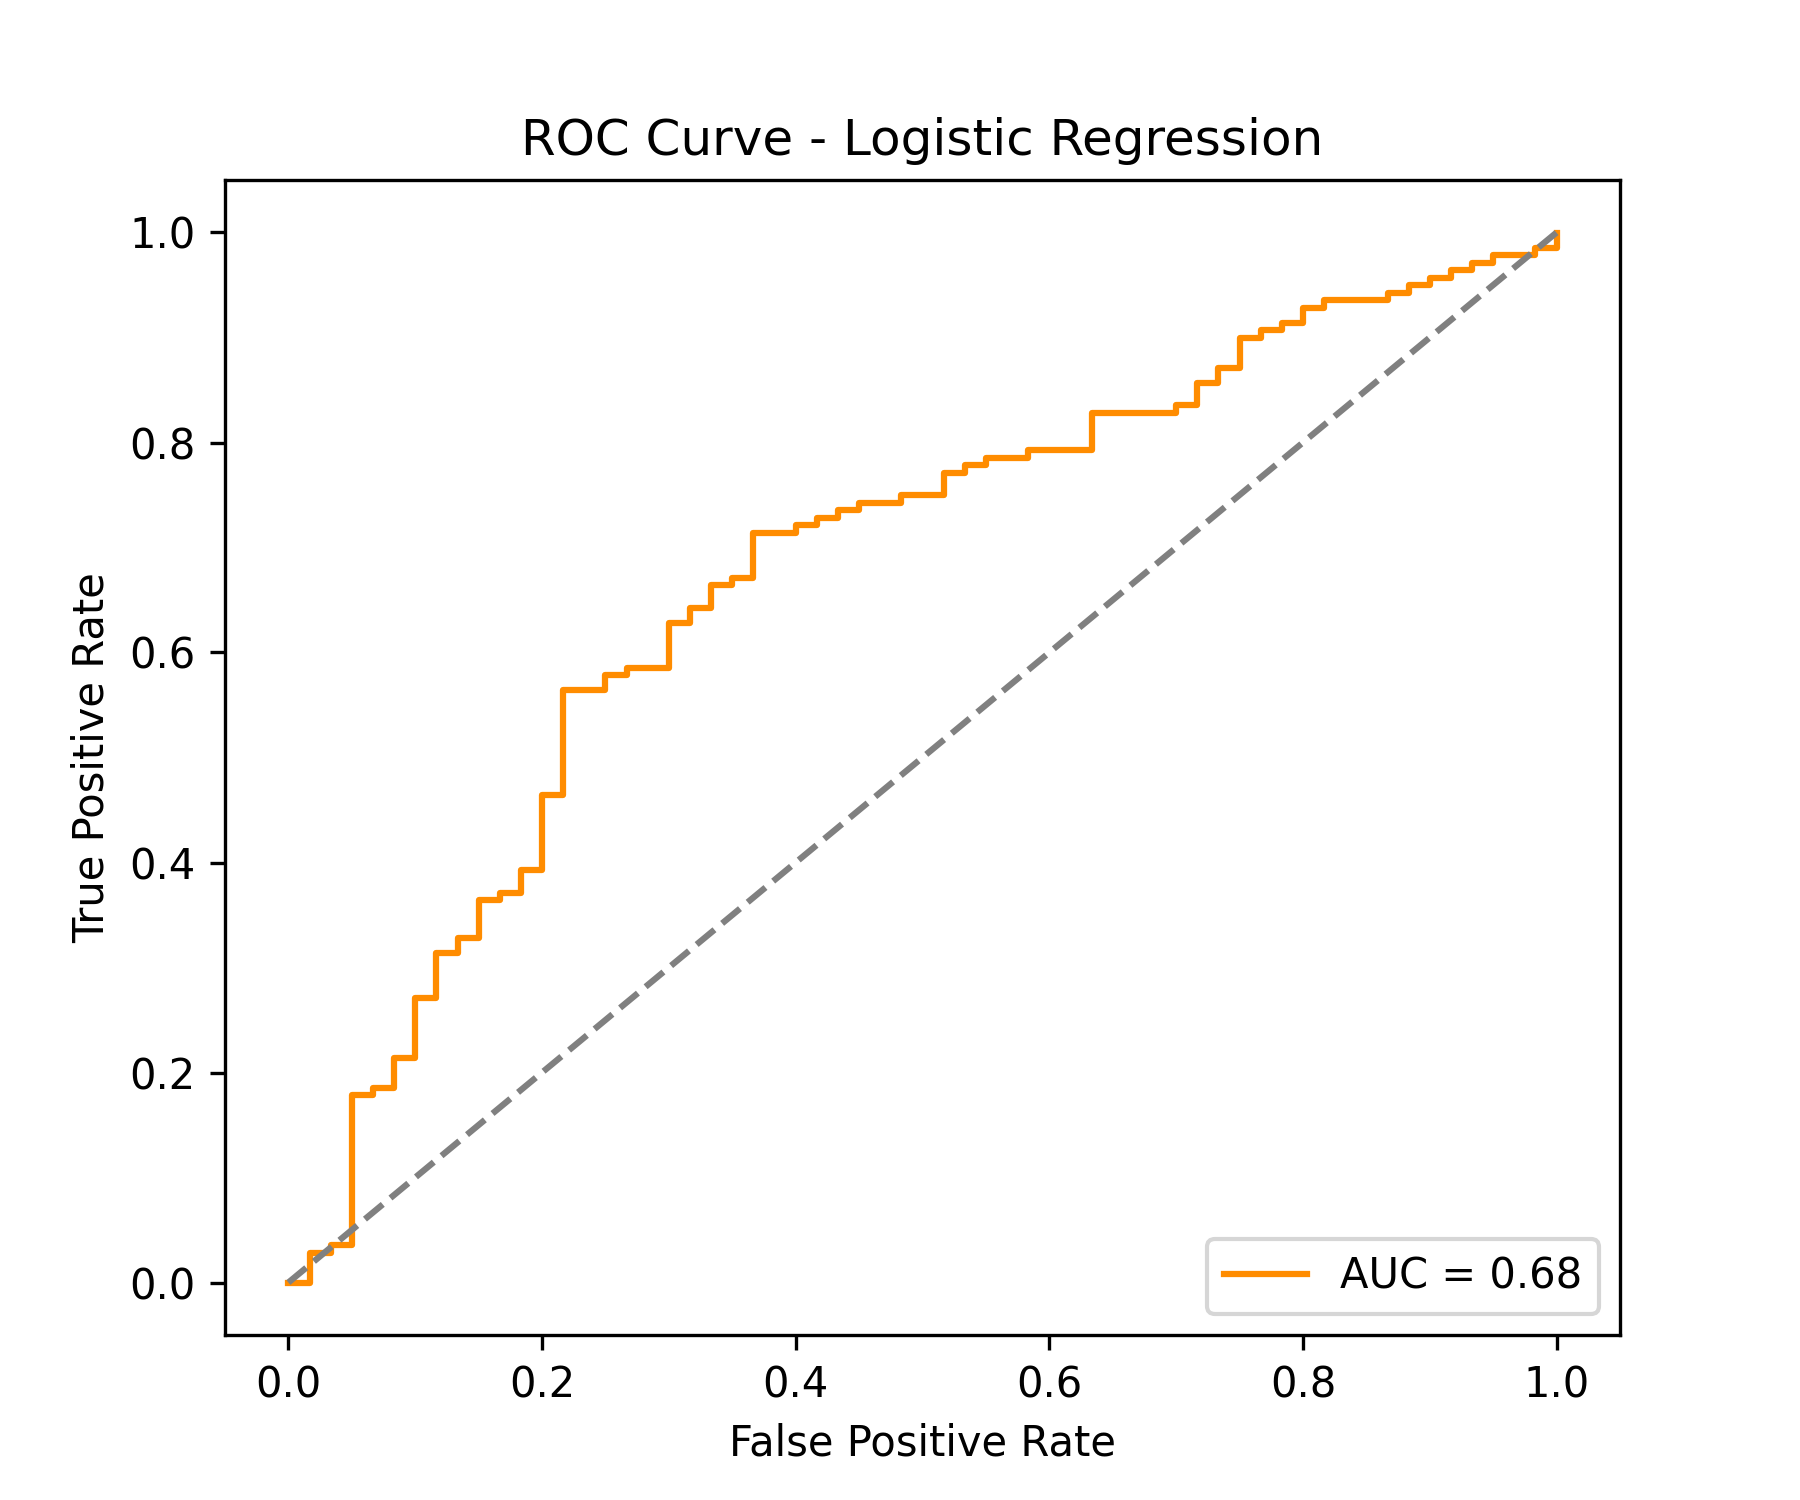 ROC Curve - Logistic Regression
True Positive Rate
1.0
0.8
0.6
0.4
0.2
0.0
AUC = 0.68
0.0 0.2 0.4 0.6 0.8 1.0
False Positive Rate